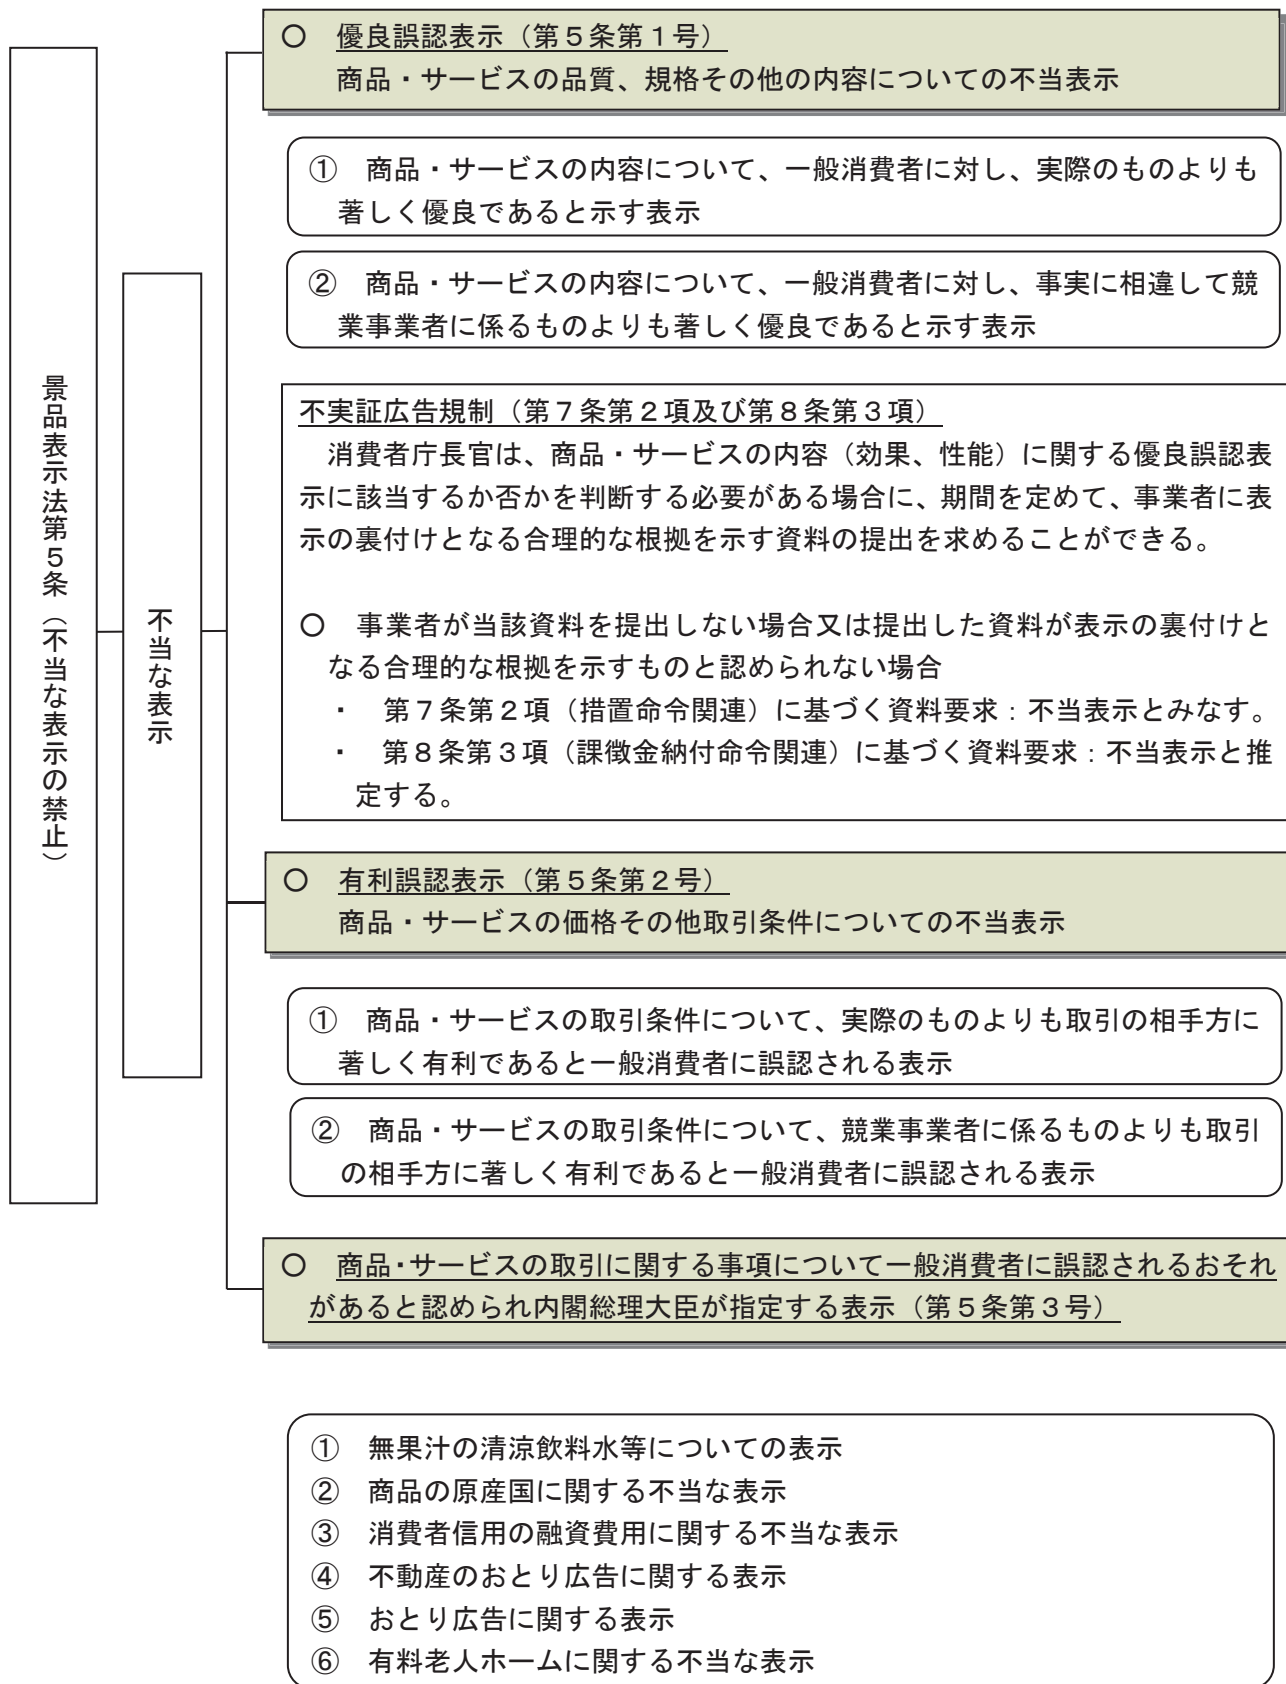 景品表示法第５条（不当な表示の禁止）
不当な表示
○　優良誤認表示（第５条第１号）
商品・サービスの品質、規格その他の内容についての不当表示
①　商品・サービスの内容について、一般消費者に対し、実際のものよりも
著しく優良であると示す表示
②　商品・サービスの内容について、一般消費者に対し、事実に相違して競
業事業者に係るものよりも著しく優良であると示す表示
不実証広告規制（第７条第２項及び第８条第３項）
消費者庁長官は、商品・サービスの内容（効果、性能）に関する優良誤認表
示に該当するか否かを判断する必要がある場合に、期間を定めて、事業者に表
示の裏付けとなる合理的な根拠を示す資料の提出を求めることができる。
○　事業者が当該資料を提出しない場合又は提出した資料が表示の裏付けと
なる合理的な根拠を示すものと認められない場合
・　第７条第２項（措置命令関連）に基づく資料要求：不当表示とみなす。
・　第８条第３項（課徴金納付命令関連）に基づく資料要求：不当表示と推
定する。
○　有利誤認表示（第５条第２号）
商品・サービスの価格その他取引条件についての不当表示
①　商品・サービスの取引条件について、実際のものよりも取引の相手方に
著しく有利であると一般消費者に誤認される表示
②　商品・サービスの取引条件について、競業事業者に係るものよりも取引
の相手方に著しく有利であると一般消費者に誤認される表示
○　商品・サービスの取引に関する事項について一般消費者に誤認されるおそれ
があると認められ内閣総理大臣が指定する表示（第５条第３号）
①　無果汁の清涼飲料水等についての表示
②　商品の原産国に関する不当な表示
③　消費者信用の融資費用に関する不当な表示
④　不動産のおとり広告に関する表示
⑤　おとり広告に関する表示
⑥　有料老人ホームに関する不当な表示